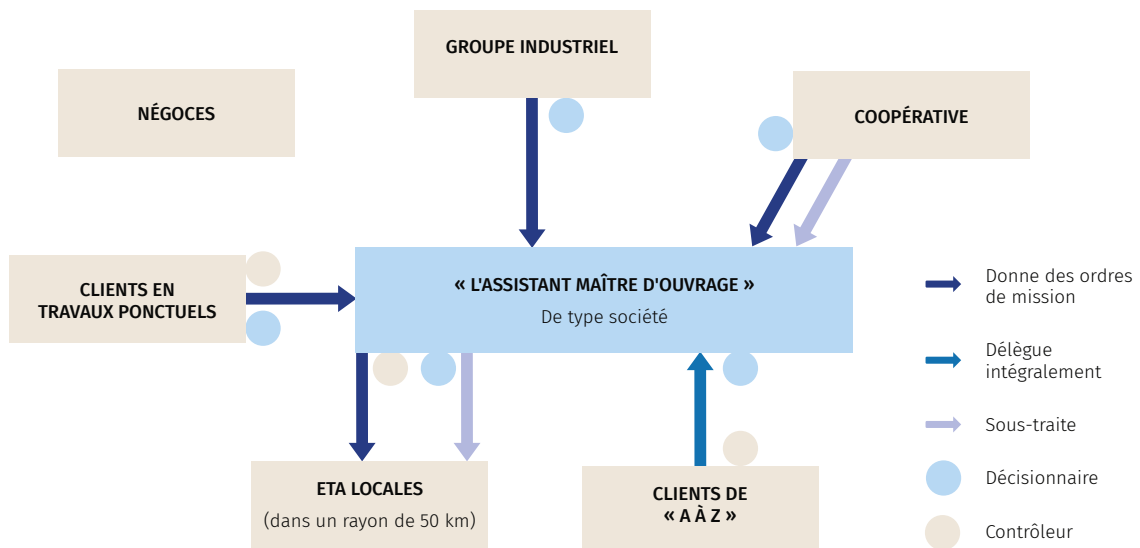 GROUPE INDUSTRIEL
NÉGOCES
COOPÉRATIVE
CLIENTS EN
TRAVAUX PONCTUELS
« L'ASSISTANT MAÎTRE D'OUVRAGE »
De type société
ETA LOCALES
(dans un rayon de 50 km)
CLIENTS DE
« A À Z »
Donne des ordres
de mission
Délègue
intégralement
Sous-traite
Décisionnaire
Contrôleur